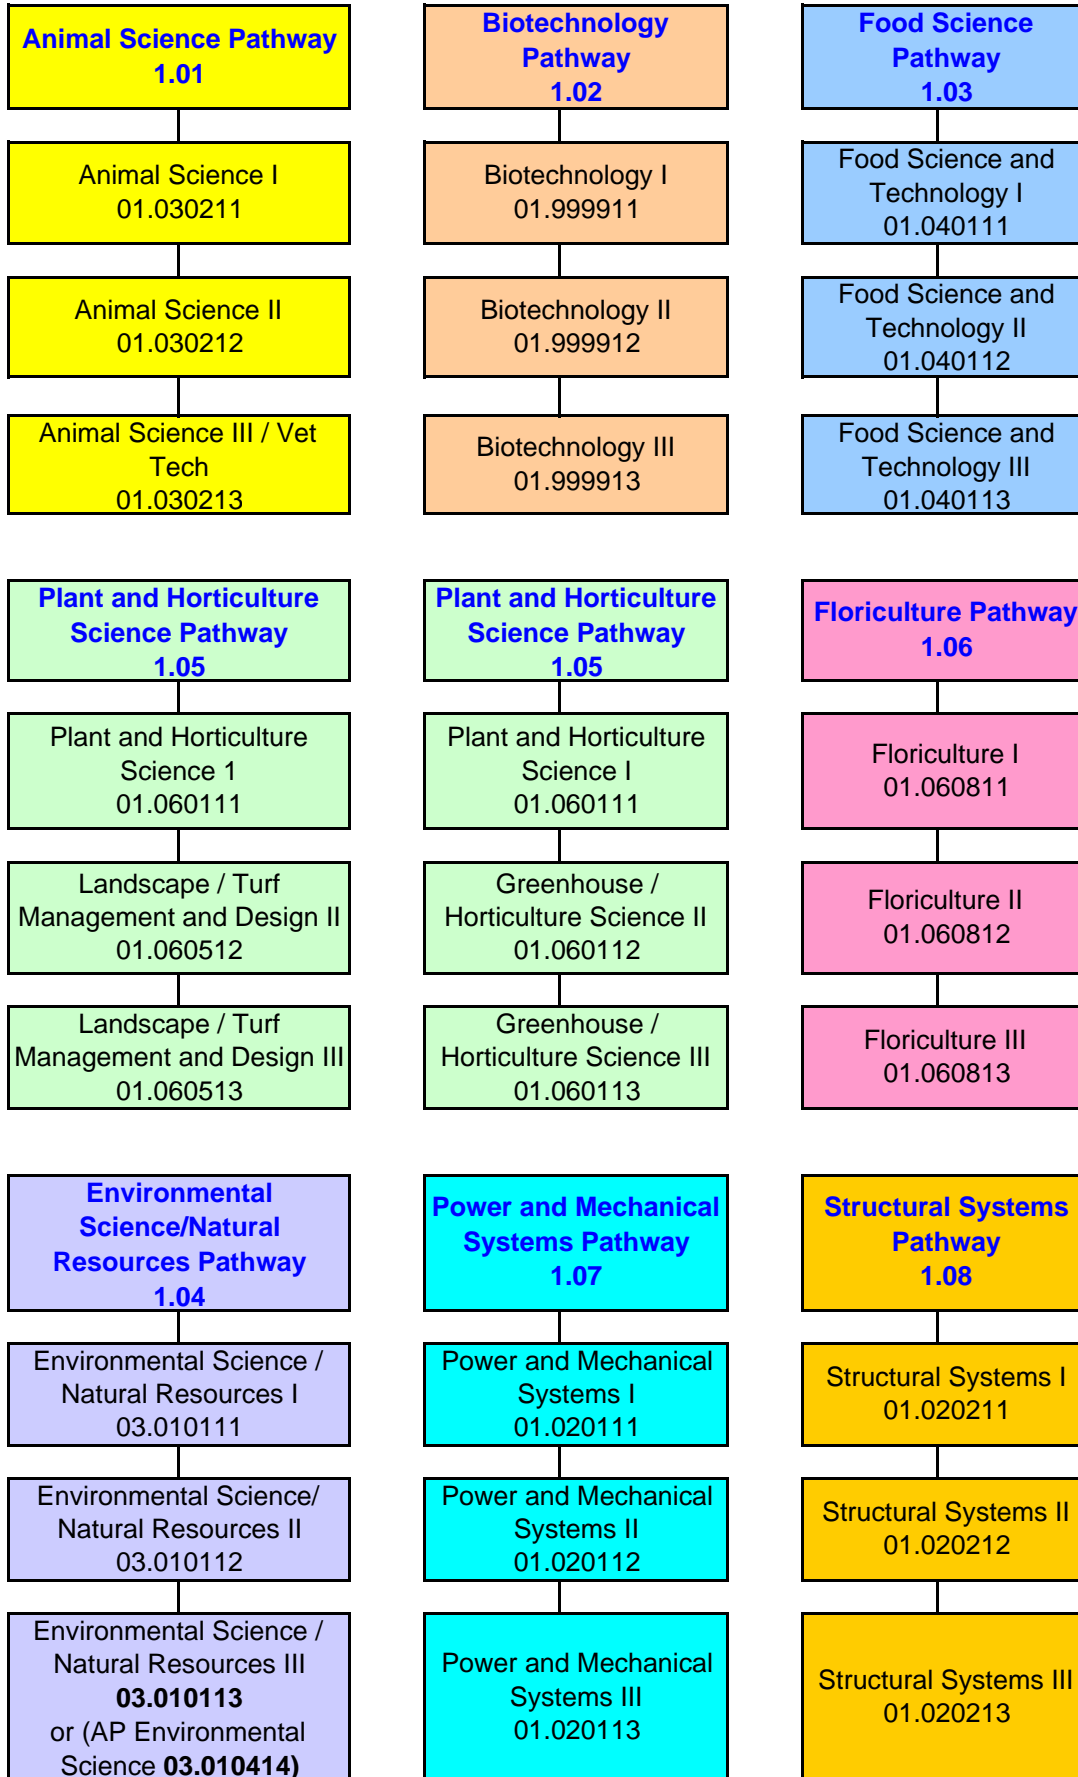 Animal Science Pathway
1.01
Animal Science I
01.030211
Animal Science II
01.030212
Animal Science III / Vet
Tech
01.030213
Biotechnology
Pathway
1.02
Biotechnology I
01.999911
Biotechnology II
01.999912
Biotechnology III
01.999913
Food Science
Pathway
1.03
Food Science and
Technology I
01.040111
Food Science and
Technology II
01.040112
Food Science and
Technology III
01.040113
Plant and Horticulture
Science Pathway
1.05
Plant and Horticulture
Science 1
01.060111
Landscape / Turf
Management and Design II
01.060512
Landscape / Turf
Management and Design III
01.060513
Plant and Horticulture
Science Pathway
1.05
Plant and Horticulture
Science I
01.060111
Greenhouse /
Horticulture Science II
01.060112
Greenhouse /
Horticulture Science III
01.060113
Floriculture Pathway
1.06
Floriculture I
01.060811
Floriculture II
01.060812
Floriculture III
01.060813
Environmental
Science/Natural
Resources Pathway
1.04
Environmental Science /
Natural Resources I
03.010111
Environmental Science/
Natural Resources II
03.010112
Environmental Science /
Natural Resources III
03.010113
or (AP Environmental
Science 03.010414)
Power and Mechanical
Systems Pathway
1.07
Power and Mechanical
Systems I
01.020111
Power and Mechanical
Systems II
01.020112
Power and Mechanical
Systems III
01.020113
Structural Systems
Pathway
1.08
Structural Systems I
01.020211
Structural Systems II
01.020212
Structural Systems III
01.020213